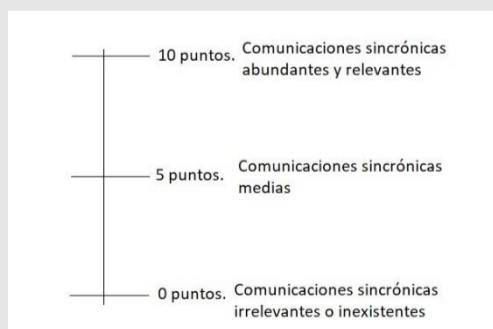 10 puntos. Comunicaciones sincrónicas
abundantes y relevantes
5 puntos. Comunicaciones sincrónicas
medias
0 puntos. Comunicaciones sincrónicas
irrelevantes o inexistentes